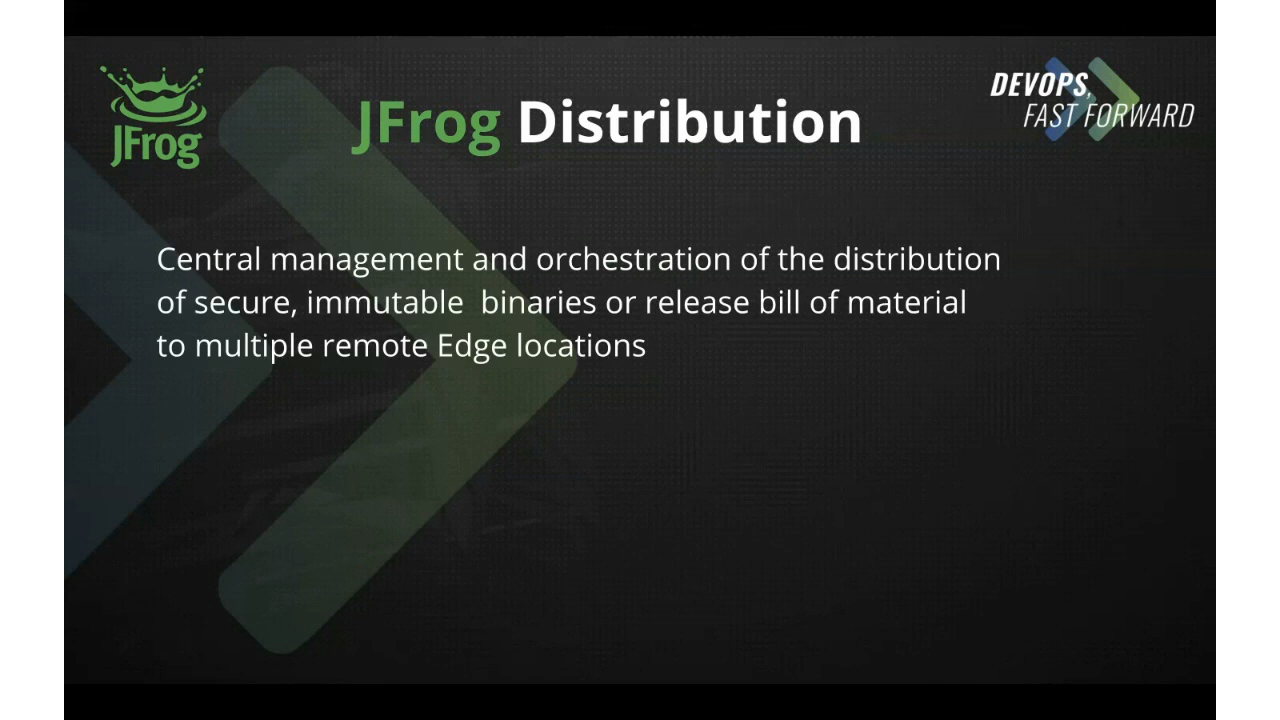 JFrog
JFrog Distribution
DEVOPS,
FAST FORWARD
Central management and orchestration of the distribution
of secure, immutable  binaries or release bill of material
to multiple remote Edge locations